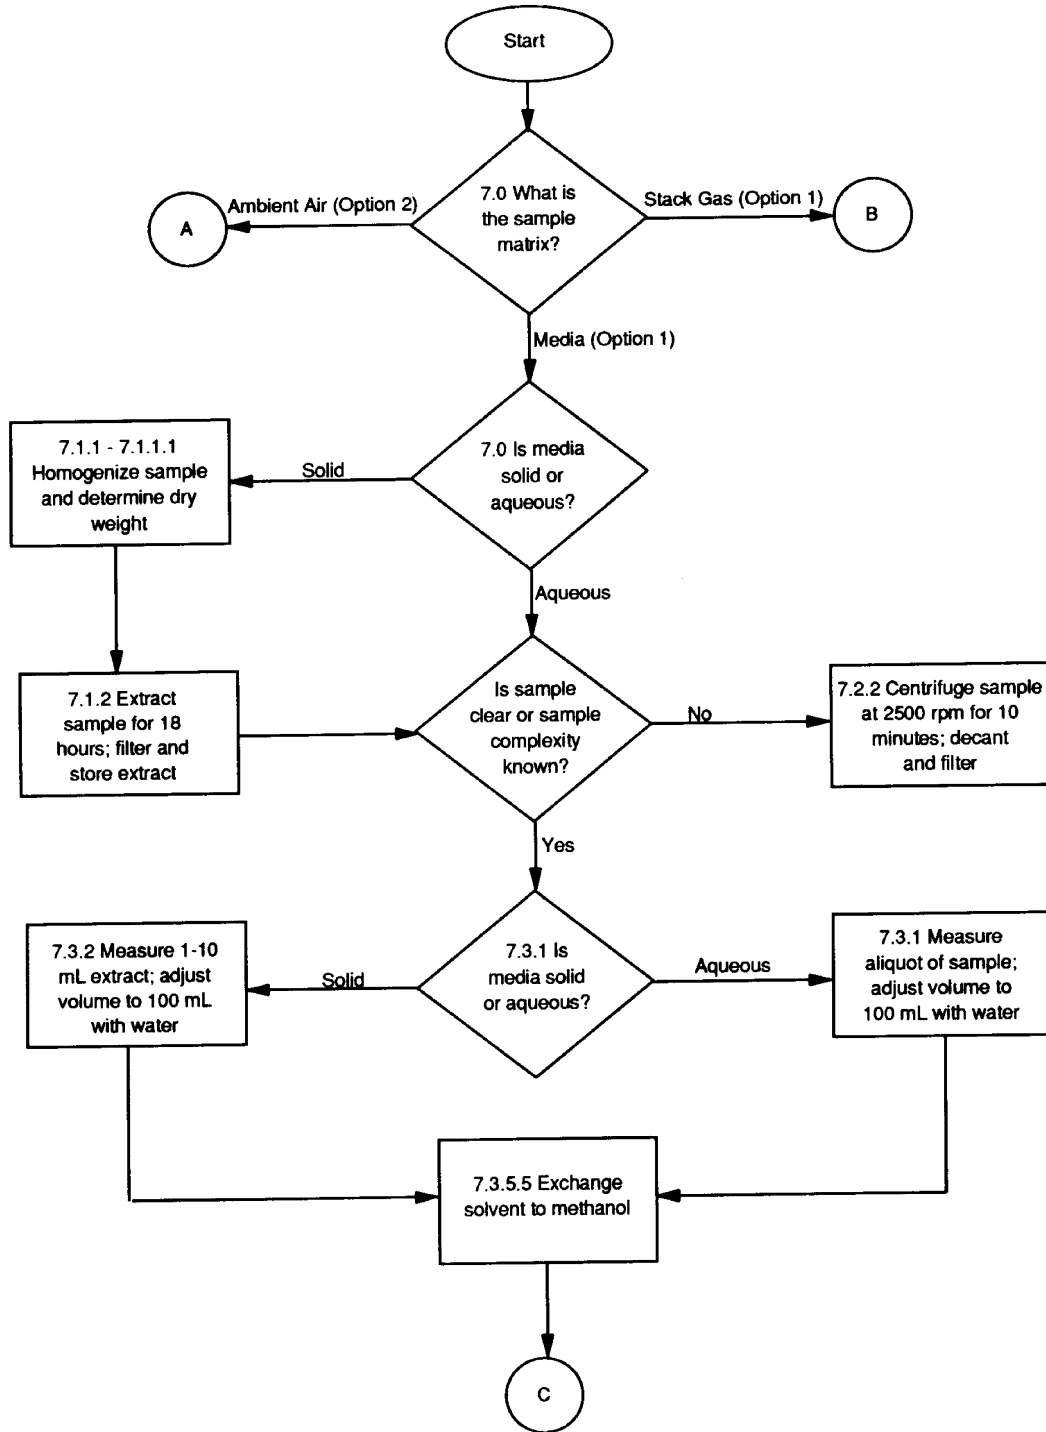 Start
7.0 What is
the sample
matrix?
Ambient Air (Option 2)
A
Stack Gas (Option 1)
B
Media (Option 1)
7.0 Is media
solid or
aqueous?
Solid
7.1.1 - 7.1.1.1
Homogenize sample
and determine dry
weight
Aqueous
7.1.2 Extract
sample for 18
hours; filter and
store extract
Is sample
clear or sample
complexity
known?
No
7.2.2 Centrifuge sample
at 2500 rpm for 10
minutes; decant
and filter
Yes
7.3.2 Measure 1-10
mL extract; adjust
volume to 100 mL
with water
Solid
7.3.1 Is
media solid
or aqueous?
Aqueous
7.3.1 Measure
aliquot of sample;
adjust volume to
100 mL with water
7.3.5.5 Exchange
solvent to methanol
C